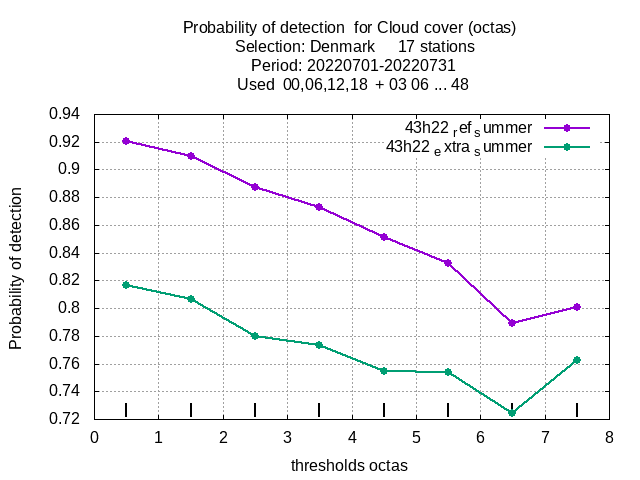 Probability of detection  for Cloud cover (octas)
Selection: Denmark     17 stations
Period: 20220701-20220731
Used  00,06,12,18  + 03 06 ... 48
43h22 ref summer
43h22 extra summer
Probability of detection
0.94
0.92
0.9
0.88
0.86
0.84
0.82
0.8
0.78
0.76
0.74
0.72
0 1 2 3 4 5 6 7 8
thresholds octas